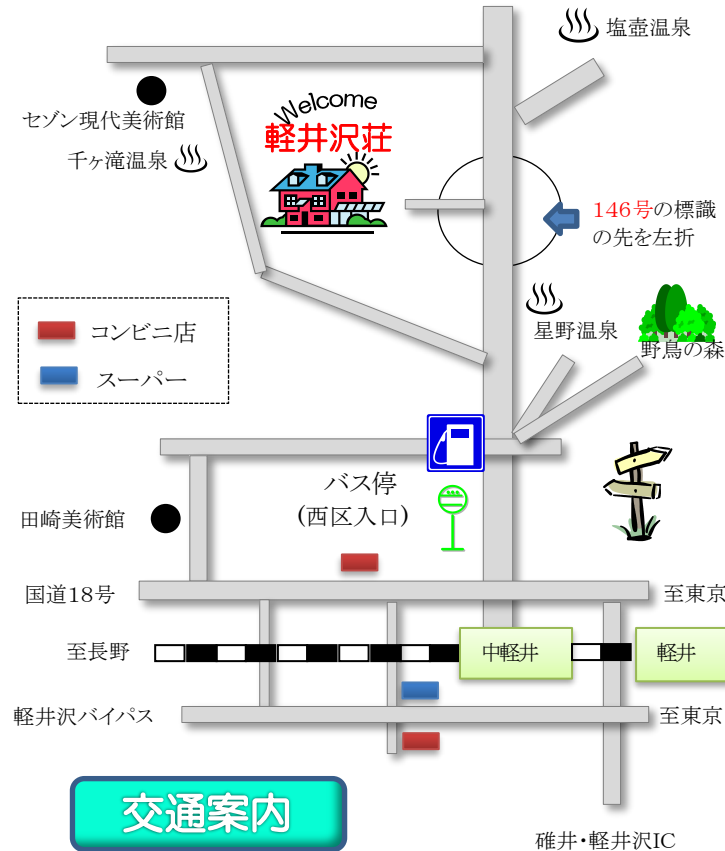 塩壺温泉
Welcome
軽井沢荘
セゾン現代美術館
千ヶ滝温泉
146号の標識
の先を左折
星野温泉
野鳥の森
コンビニ店
スーパー
バス停
(西区入口)
田崎美術館
国道18号
至東京
至長野
中軽井
軽井
軽井沢バイパス
至東京
交通案内
碓井・軽井沢IC